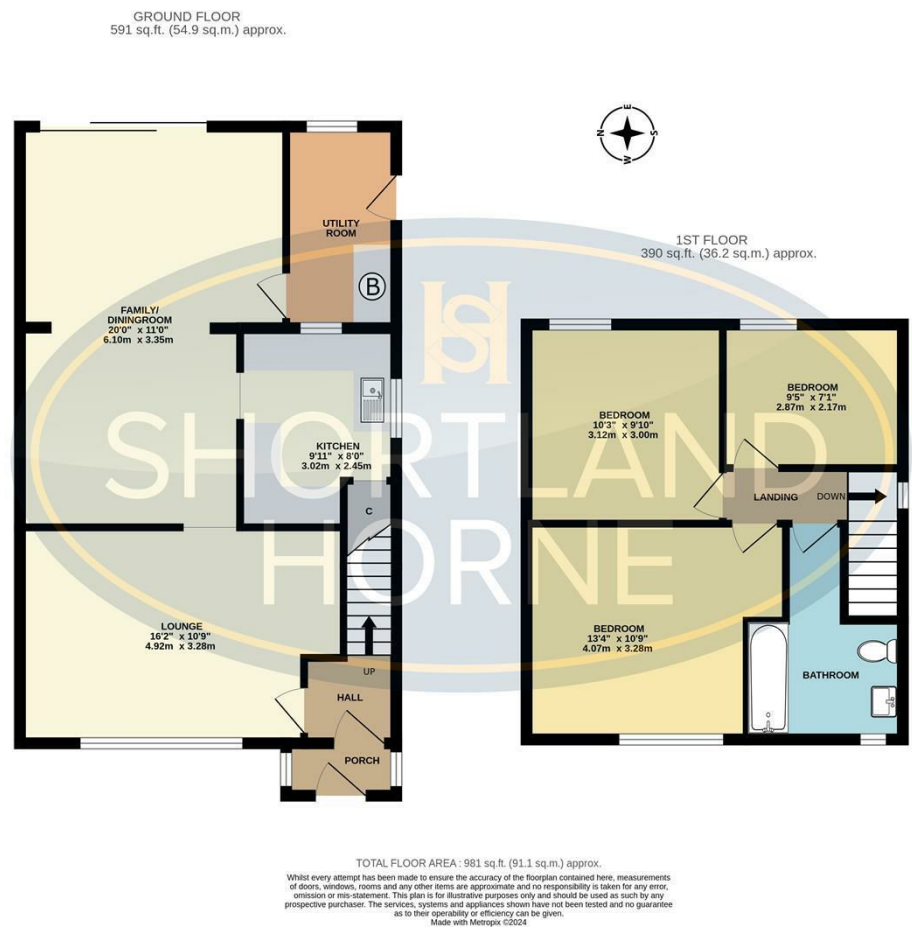 GROUND FLOOR
591 sq.ft. (54.9 sq.m.) approx.
N
E
S
W
1ST FLOOR
390 sq.ft. (36.2 sq.m.) approx.
UTILITY
ROOM
B
FAMILY/
DININGROOM
20'0" x 11'0"
6.10m x 3.35m
KITCHEN
9'11" x 8'0"
3.02m x 2.45m
C
LOUNGE
16'2" x 10'9"
4.92m x 3.28m
UP
HALL
PORCH
BEDROOM
10'3" x 9'10"
3.12m x 3.00m
BEDROOM
9'5" x 7'1"
2.87m x 2.17m
LANDING
DOWN
BEDROOM
13'4" x 10'9"
4.07m x 3.28m
BATHROOM
SH
SHORTLAND
HORNE
TOTAL FLOOR AREA : 981 sq.ft. (91.1 sq.m.) approx.
Whilst every attempt has been made to ensure the accuracy of the floorplan contained here, measurements
of doors, windows, rooms and any other items are approximate and no responsibility is taken for any error,
omission or mis-statement. This plan is for illustrative purposes only and should be used as such by any
prospective purchaser. The services, systems and appliances shown have not been tested and no guarantee
as to their operability or efficiency can be given.
Made with Metropix ©2024